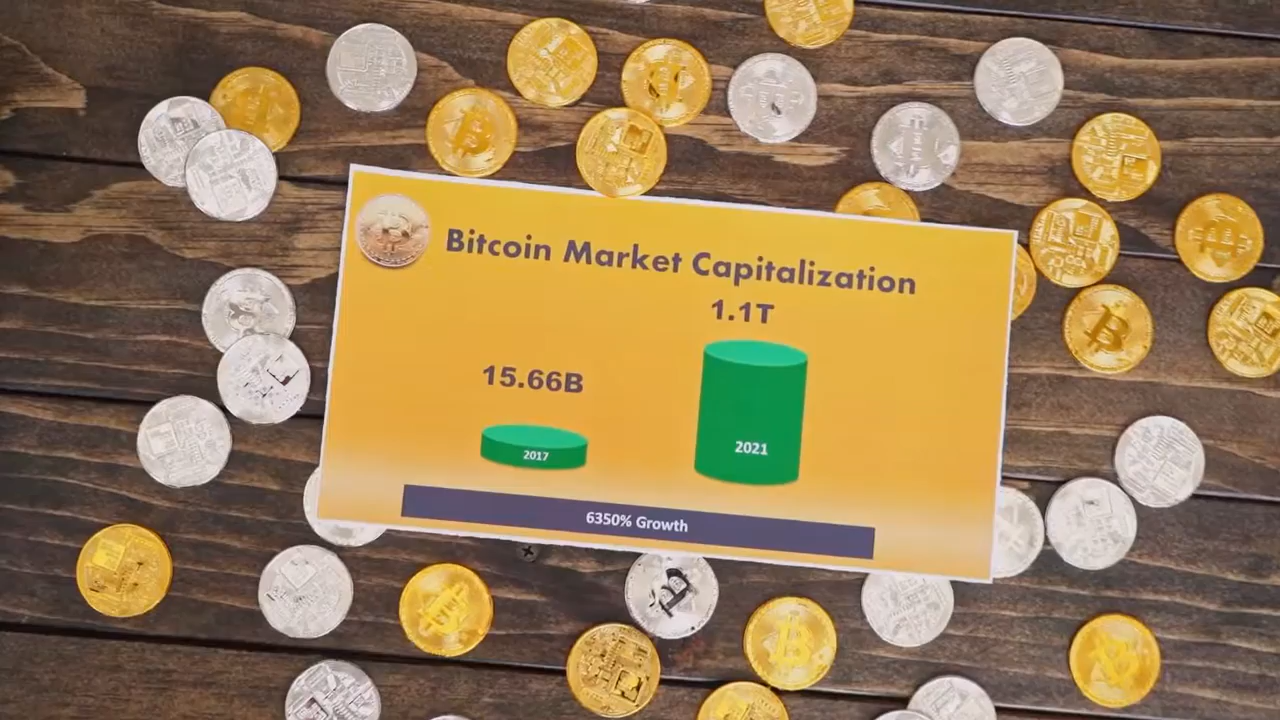 Bitcoin Market Capitalization
1.1T
15.66B
2017
2021
6350% Growth